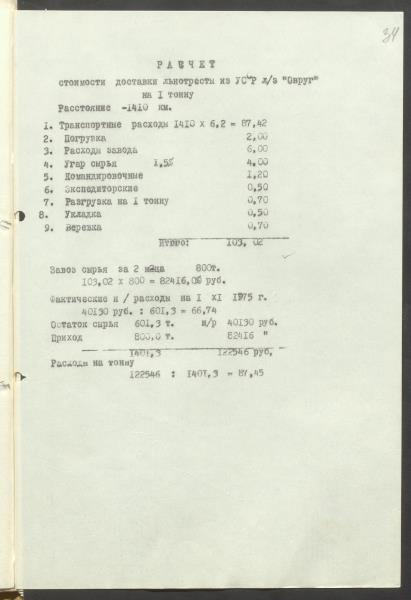 34
РАСЧЕТ
стоимости доставки льнотресты из УССР л/з "Овруг"
на I тонну
Расстояние -1410 км.
1. Транспортные расходы 1410 х 6,2 = 87,42
2. Погрузка 2,00
3. Расходы завода 6,00
4. Угар сырья 1,5% 4,00
5. Командировочные 1,20
6. Экспедиторские 0,50
7. Разгрузка на I тонну 0,70
8. Укладка 0,50
9. Веревка 0,70
ИТОГО: 103,02
Завоз сырья за 2 м-ца 800т.
103,02 х 800 = 82416,00 руб.
Фактические н/расходы на I XI 1975 г.
40130 руб. : 601,3 = 66,74
Остаток сырья 601,3 т. н/р 40130 руб.
Приход 800,0 т. 82416 "
1401,3 122546 руб.
Расходы на тонну
122546 : 1401,3 = 87,45